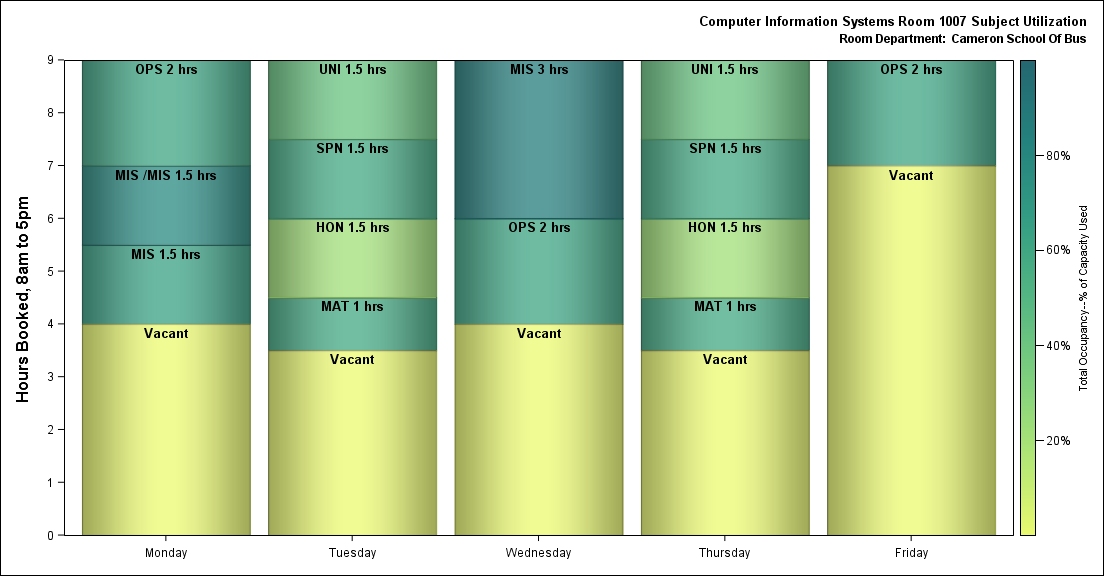 Computer Information Systems Room 1007 Subject Utilization
Room Department: Cameron School Of Bus
Hours Booked, 8am to 5pm
9
8
7
6
5
4
3
2
1
0
OPS 2 hrs
MIS /MIS 1.5 hrs
MIS 1.5 hrs
Vacant
UNI 1.5 hrs
SPN 1.5 hrs
HON 1.5 hrs
MAT 1 hrs
Vacant
MIS 3 hrs
OPS 2 hrs
Vacant
UNI 1.5 hrs
SPN 1.5 hrs
HON 1.5 hrs
MAT 1 hrs
Vacant
OPS 2 hrs
Vacant
Monday
Tuesday
Wednesday
Thursday
Friday
80%
60%
40%
20%
Total Occupancy--% of Capacity Used